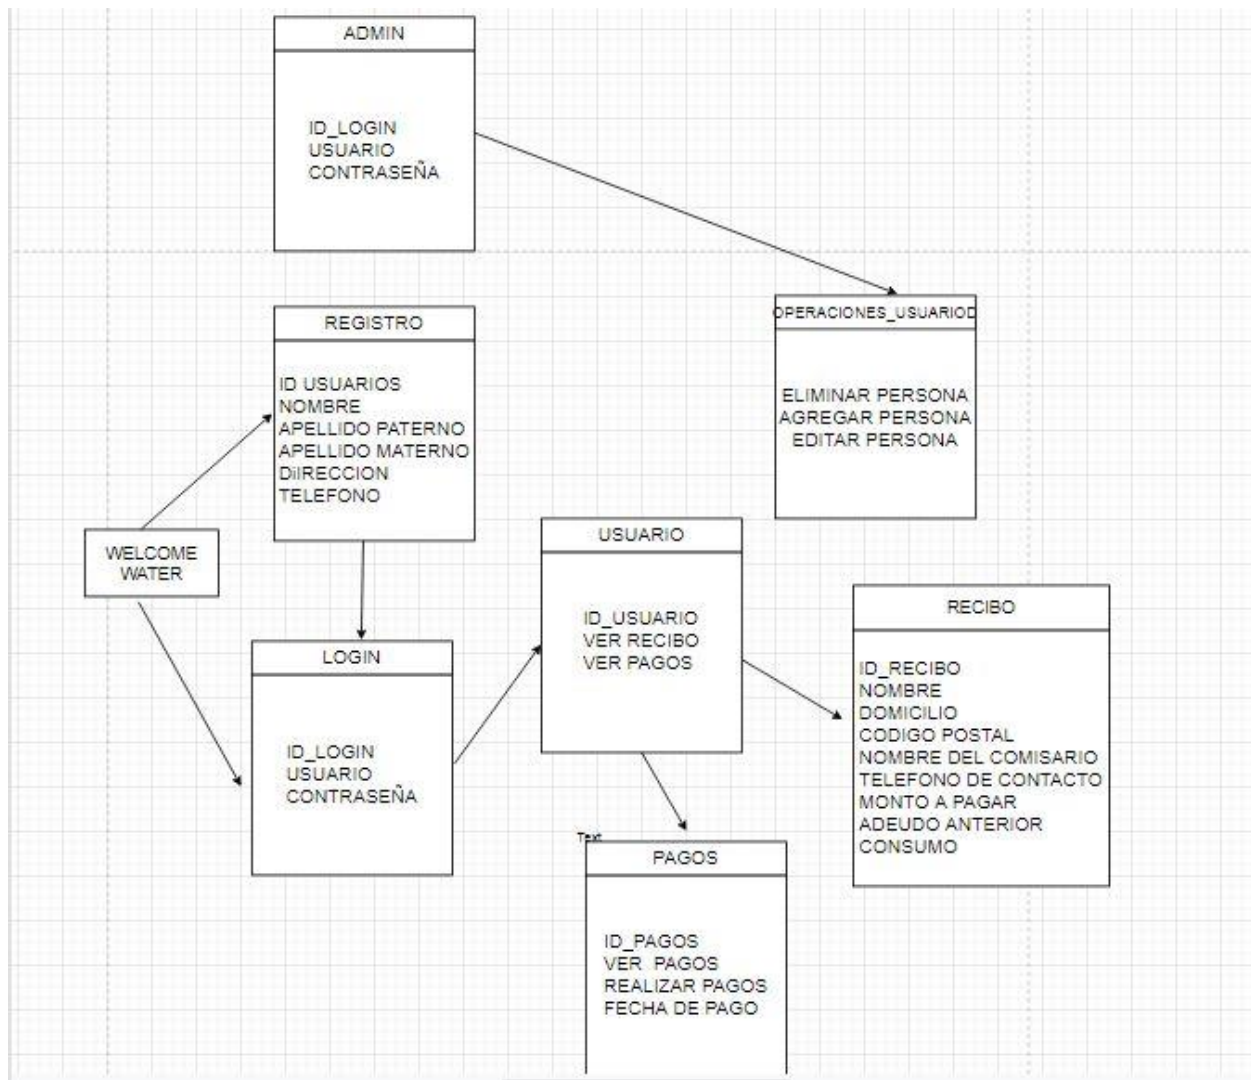 ADMIN
ID_LOGIN
USUARIO
CONTRASEÑA
OPERACIONES_USUARIOD
ELIMINAR PERSONA
AGREGAR PERSONA
EDITAR PERSONA
REGISTRO
ID USUARIOS
NOMBRE
APELLIDO PATERNO
APELLIDO MATERNO
DiIRECCION
TELEFONO
WELCOME
WATER
LOGIN
ID_LOGIN
USUARIO
CONTRASEÑA
USUARIO
ID_USUARIO
VER RECIBO
VER PAGOS
RECIBO
ID_RECIBO
NOMBRE
DOMICILIO
CODIGO POSTAL
NOMBRE DEL COMISARIO
TELEFONO DE CONTACTO
MONTO A PAGAR
ADEUDO ANTERIOR
CONSUMO
Text
PAGOS
ID_PAGOS
VER PAGOS
REALIZAR PAGOS
FECHA DE PAGO